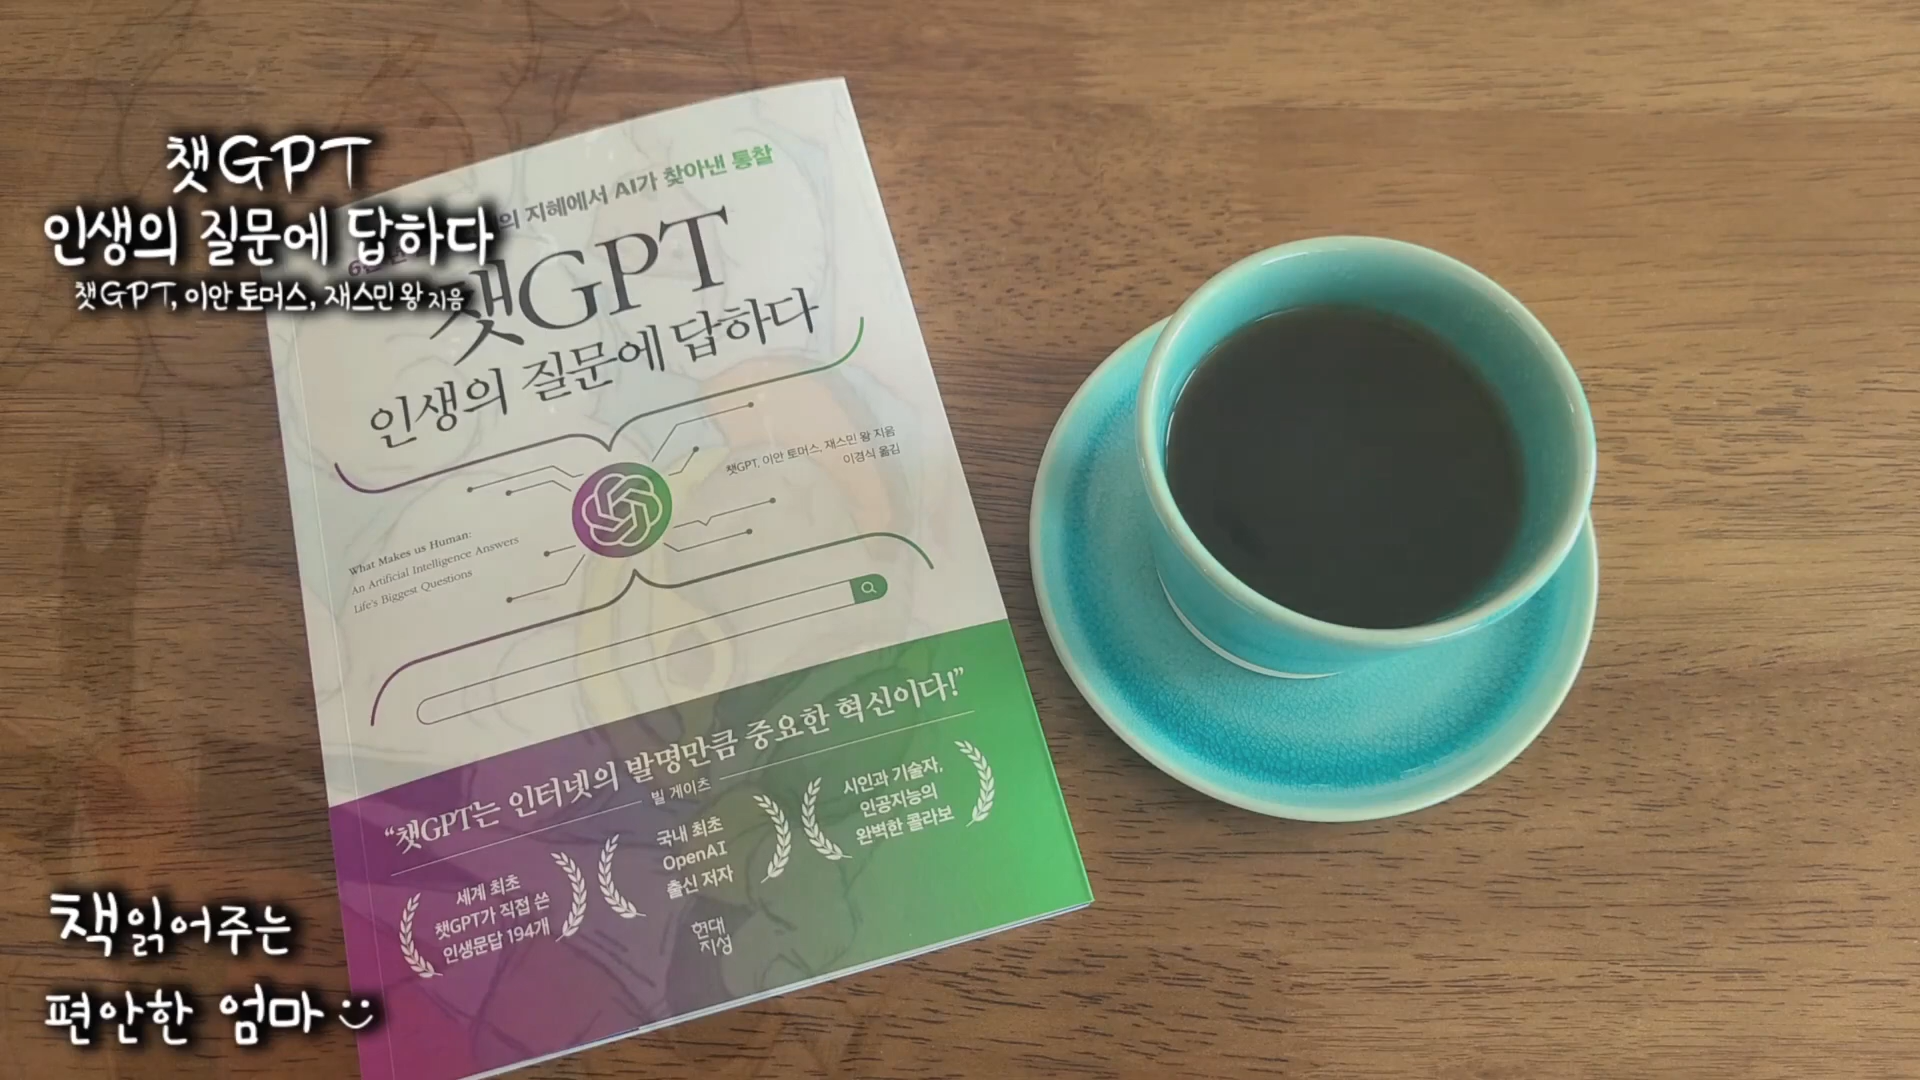 챗GPT
인생의 질문에 답하다
챗GPT, 이안 토머스, 재스민 왕 지음
지혜에서 AI가 찾아낸 통찰
챗GPT
인생의 질문에 답하다
챗GPT, 이안 토머스, 재스민 왕 지음
이경식 옮김
What Makes us Human:
An Artificial Intelligence Answers
Life's Biggest Questions
“챗GPT는 인터넷의 발명만큼 중요한 혁신이다!”
빌 게이츠
세계 최초
챗GPT가 직접 쓴
인생문답 194개
국내 최초
OpenAI
출신 저자
시인과 기술자,
인공지능의
완벽한 콜라보
현대
지성
책읽어주는
편안한 엄마